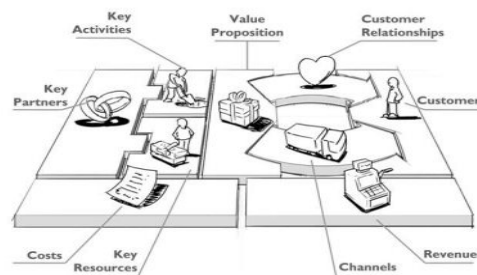 Key
Activities
Value
Proposition
Customer
Relationships
Key
Partners
Customer
Costs
Key
Resources
Channels
Revenue